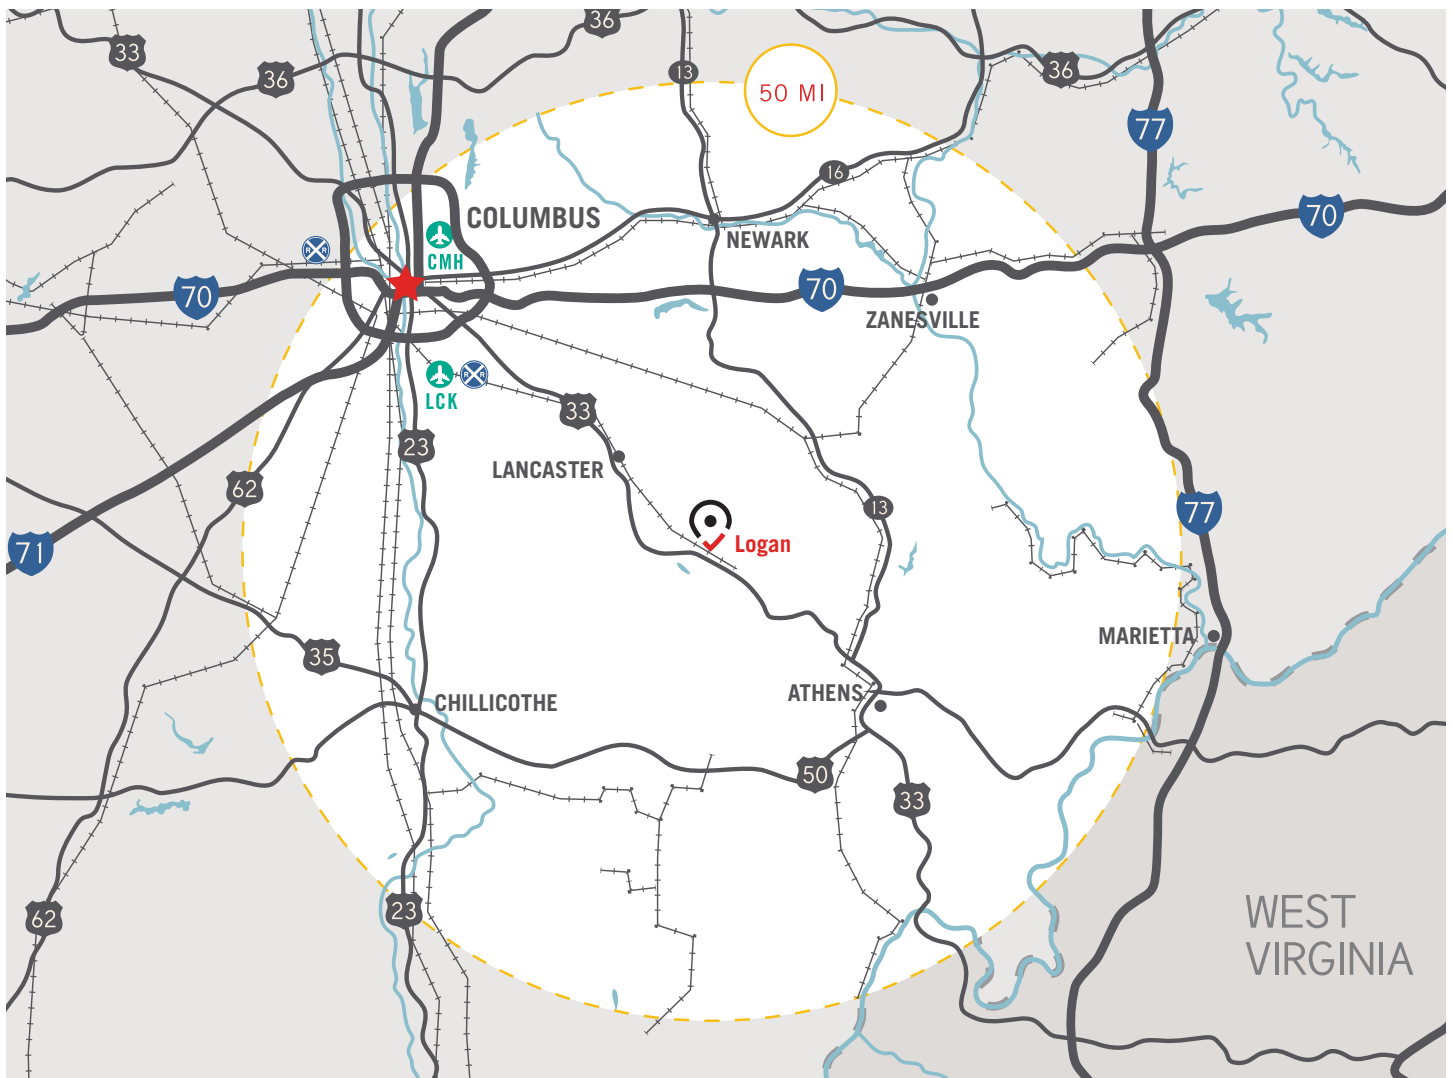 36
33
36
13
36
50 MI
77
16
70
COLUMBUS
NEWARK
CMH
R R
70
70
ZANESVILLE
LCK
R R
33
23
LANCASTER
62
13
77
71
Logan
MARIETTA
35
ATHENS
CHILLICOTHE
50
33
23
62
WEST
VIRGINIA